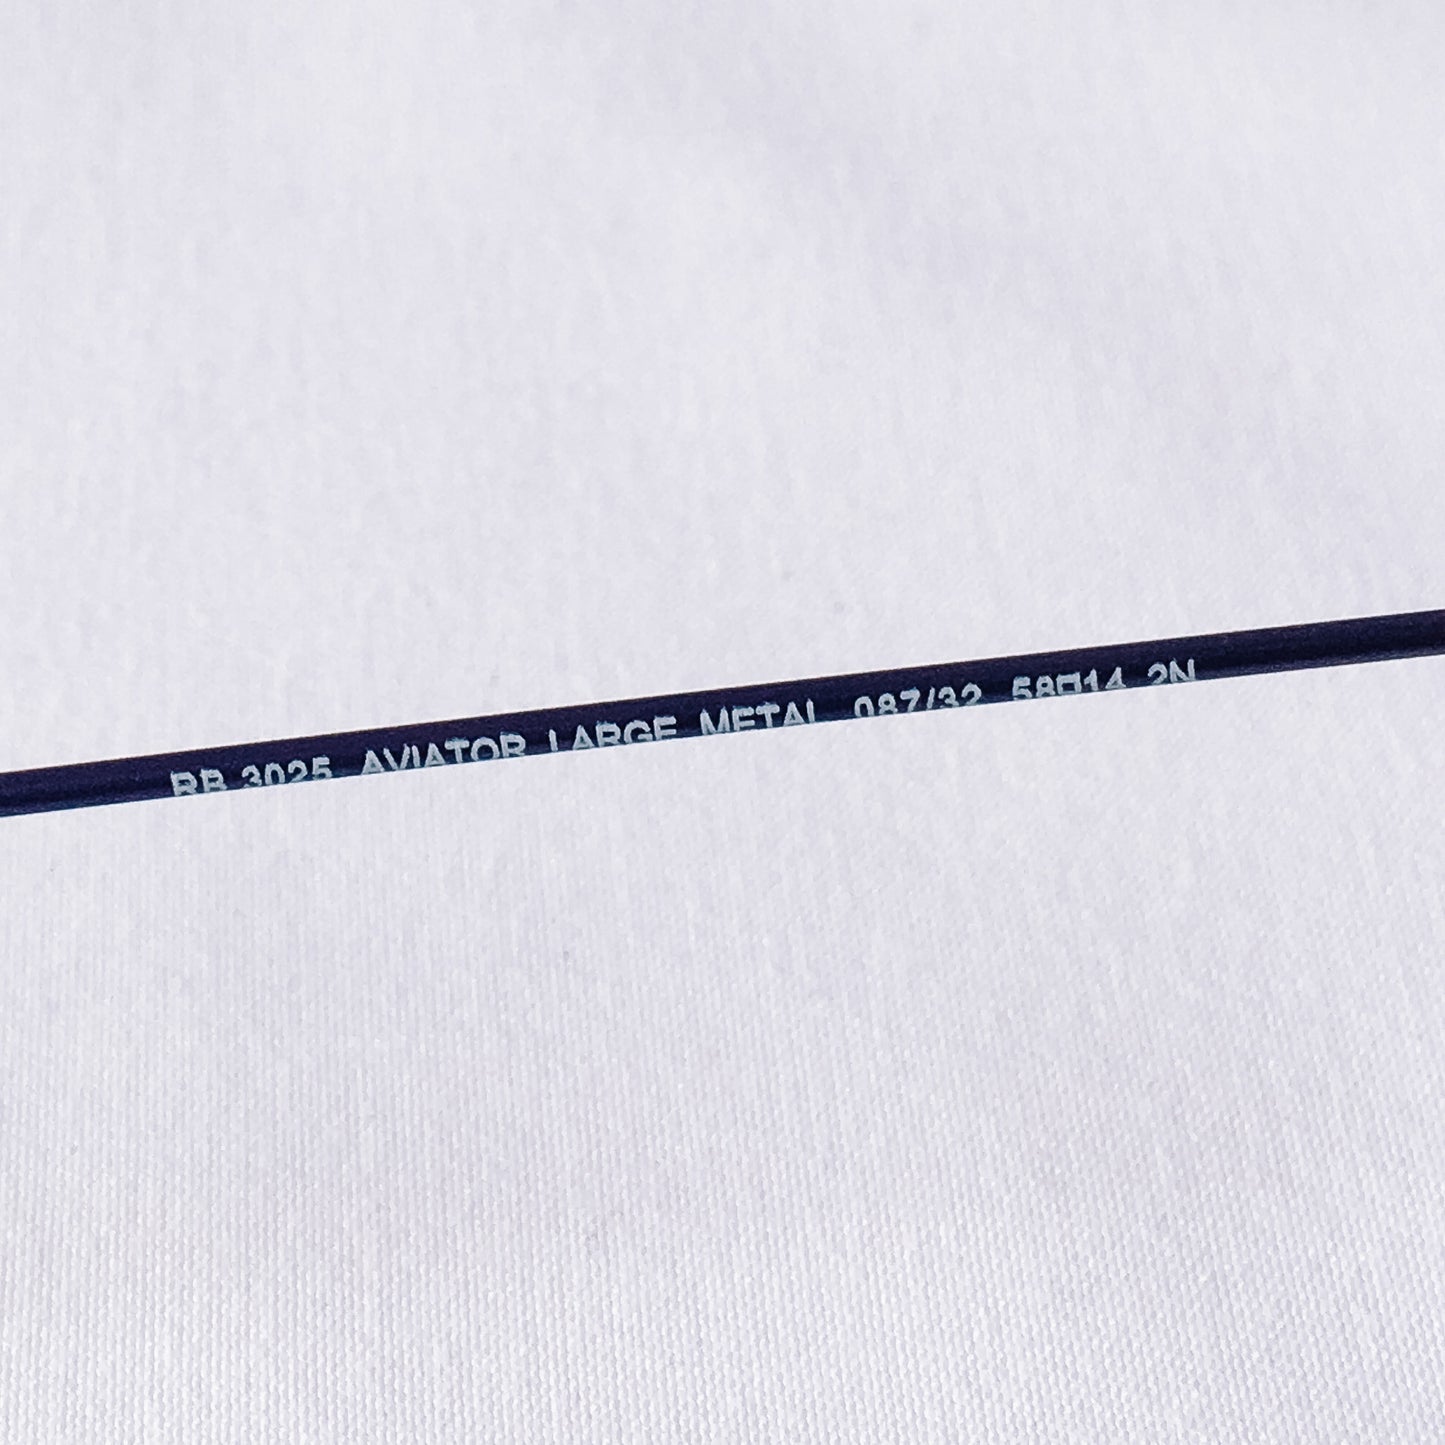 RB 3025 AVIATOR LARGE METAL 087/32 58□14 2N